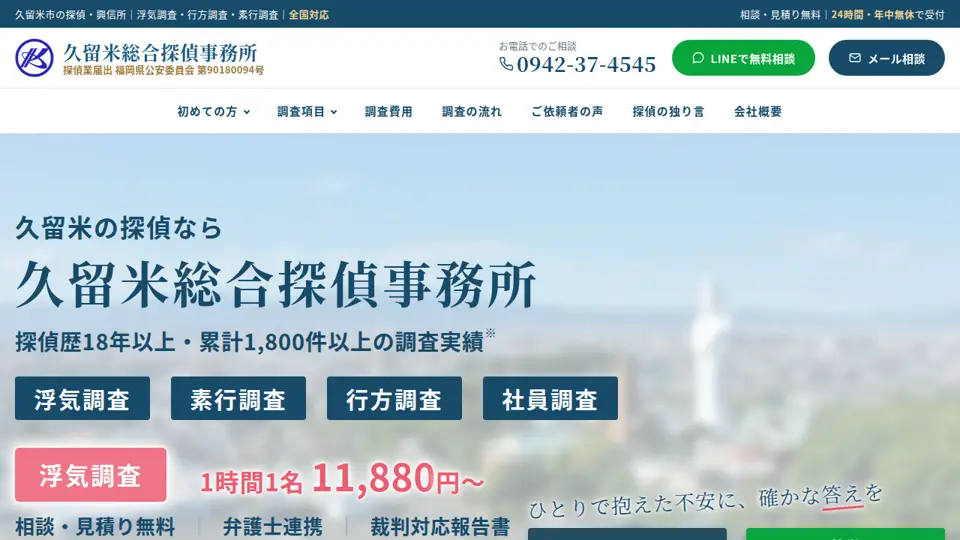 久留米市の探偵・興信所｜浮気調査・行方調査・素行調査｜全国対応
相談・見積り無料｜24時間・年中無休で受付
久留米総合探偵事務所
探偵業届出 福岡県公安委員会 第90180094号
お電話でのご相談
0942-37-4545
LINEで無料相談
メール相談
初めての方
調査項目
調査費用
調査の流れ
ご依頼者の声
探偵の独り言
会社概要
久留米の探偵なら
久留米総合探偵事務所
探偵歴18年以上・累計1,800件以上の調査実績※
浮気調査
素行調査
行方調査
社員調査
浮気調査
1時間1名 11,880円～
相談・見積り無料｜弁護士連携｜裁判対応報告書
ひとりで抱えた不安に、確かな答えを